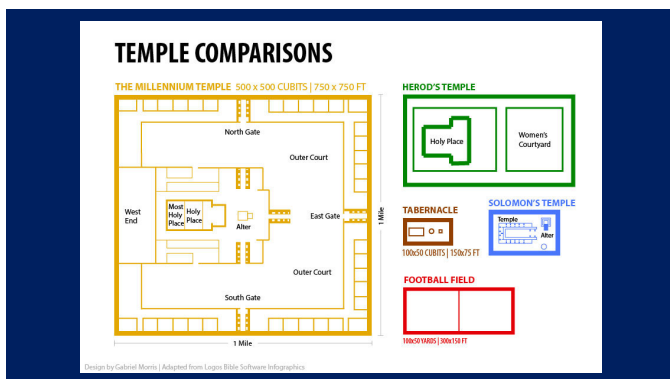 TEMPLE COMPARISONS
THE MILLENNIUM TEMPLE 500 x 500 CUBITS | 750 x 750 FT
North Gate
Outer Court
West
End
Most
Holy
Place
Holy
Place
Alter
East Gate
Outer Court
South Gate
1 Mile
1 Mile
HEROD'S TEMPLE
Holy Place
Women's
Courtyard
TABERNACLE
100x50 CUBITS | 150x75 FT
SOLOMON'S TEMPLE
Temple
Alter
FOOTBALL FIELD
100x50 YARDS | 300x150 FT
Design by Gabriel Morris | Adapted from Logos Bible Software Infographics